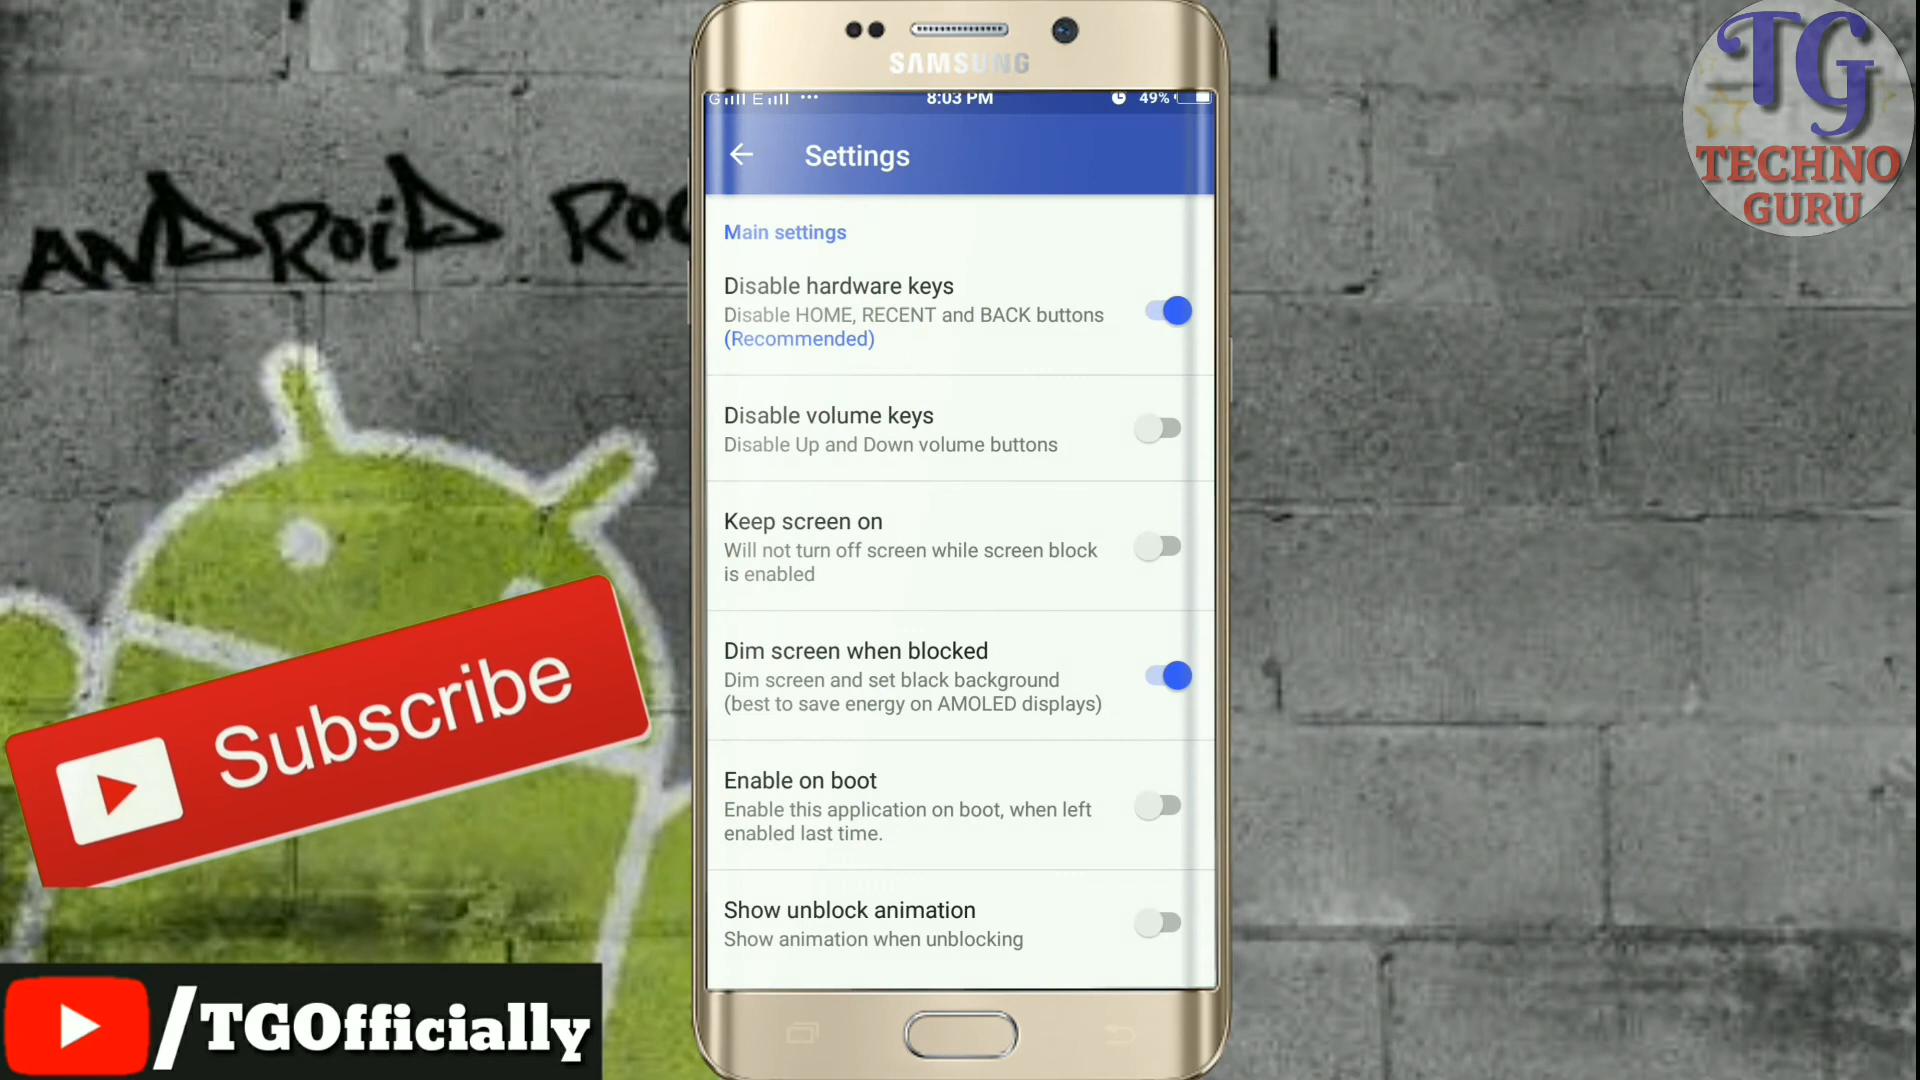 SAMSUNG
G E ...
8:03 PM
49%
Settings
Main settings
Disable hardware keys
Disable HOME, RECENT and BACK buttons
(Recommended)
Disable volume keys
Disable Up and Down volume buttons
Keep screen on
Will not turn off screen while screen block
is enabled
Dim screen when blocked
Dim screen and set black background
(best to save energy on AMOLED displays)
Enable on boot
Enable this application on boot, when left
enabled last time.
Show unblock animation
Show animation when unblocking
ANDROID
Subscribe
/TGOfficially
TG
TECHNO
GURU